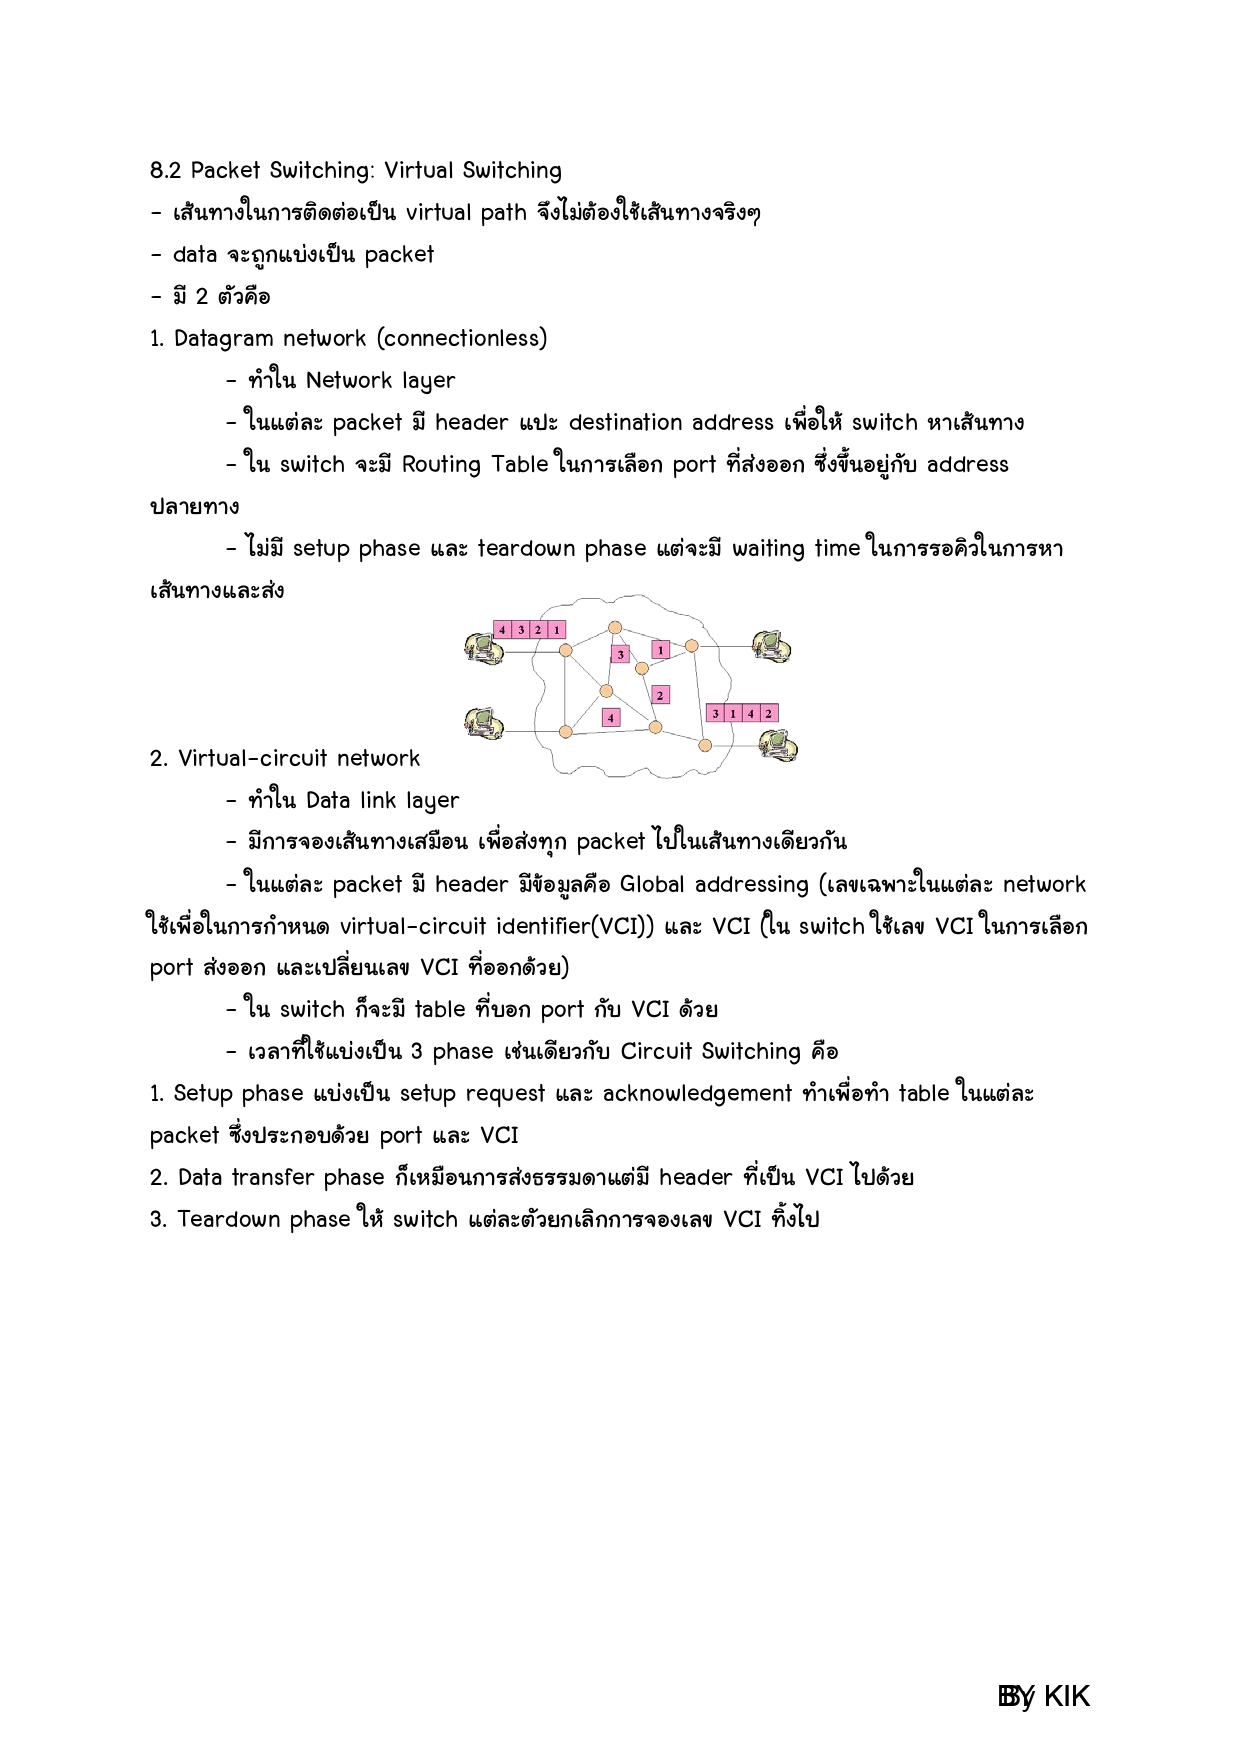 8.2 Packet Switching: Virtual Switching
- เส้นทางในการติดต่อเป็น virtual path จึงไม่ต้องใช้เส้นทางจริงๆ
- data จะถูกแบ่งเป็น packet
- มี 2 ตัวคือ
1. Datagram network (connectionless)
- ทำใน Network layer
- ในแต่ละ packet มี header แปะ destination address เพื่อให้ switch หาเส้นทาง
- ใน switch จะมี Routing Table ในการเลือก port ที่ส่งออก ซึ่งขึ้นอยู่กับ address
ปลายทาง
- ไม่มี setup phase และ teardown phase แต่จะมี waiting time ในการรอคิวในการหา
เส้นทางและส่ง
4 3 2 1
3
1
2
4
3 1 4 2
2. Virtual-circuit network
- ทำใน Data link layer
- มีการจองเส้นทางเสมือน เพื่อส่งทุก packet ไปในเส้นทางเดียวกัน
- ในแต่ละ packet มี header มีข้อมูลคือ Global addressing (เลขเฉพาะในแต่ละ network
ใช้เพื่อในการกำหนด virtual-circuit identifier(VCI)) และ VCI (ใน switch ใช้เลข VCI ในการเลือก
port ส่งออก และเปลี่ยนเลข VCI ที่ออกด้วย)
- ใน switch ก็จะมี table ที่บอก port กับ VCI ด้วย
- เวลาที่ใช้แบ่งเป็น 3 phase เช่นเดียวกับ Circuit Switching คือ
1. Setup phase แบ่งเป็น setup request และ acknowledgement ทำเพื่อทำ table ในแต่ละ
packet ซึ่งประกอบด้วย port และ VCI
2. Data transfer phase ก็เหมือนการส่งธรรมดาแต่มี header ที่เป็น VCI ไปด้วย
3. Teardown phase ให้ switch แต่ละตัวยกเลิกการจองเลข VCI ทิ้งไป
By KIK